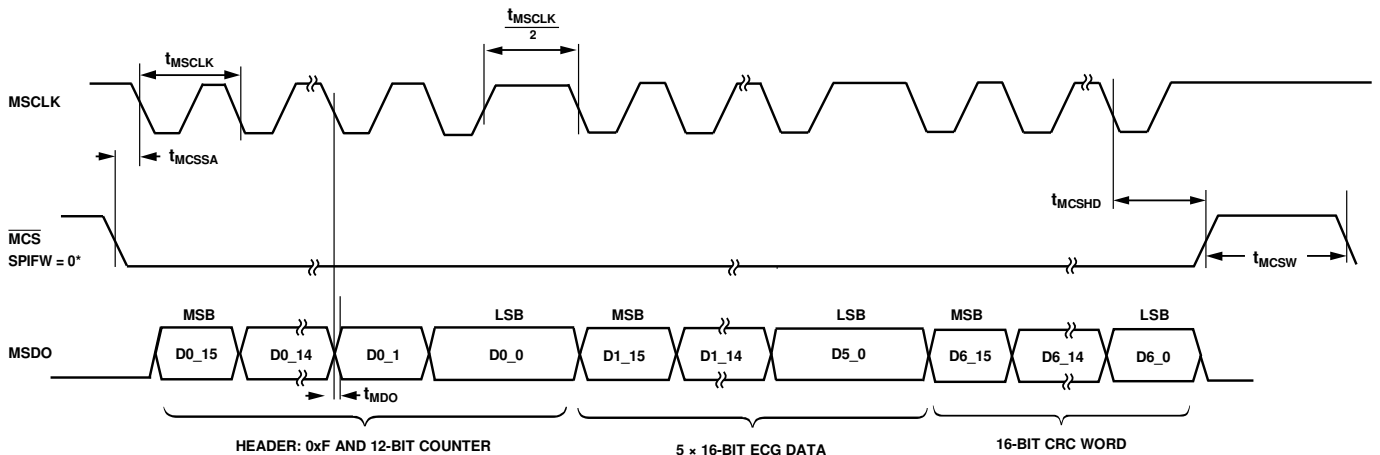 tMSCLK
2
tMSCLK
MSCLK
tMCSSA
tMCSHD
MCS
SPIFW = 0*
tMCSW
MSB LSB MSB LSB MSB LSB
MSDO D0_15 D0_14 D0_1 D0_0 D1_15 D1_14 D5_0 D6_15 D6_14 D6_0
tMDO
HEADER: 0xF AND 12-BIT COUNTER 5 × 16-BIT ECG DATA 16-BIT CRC WORD